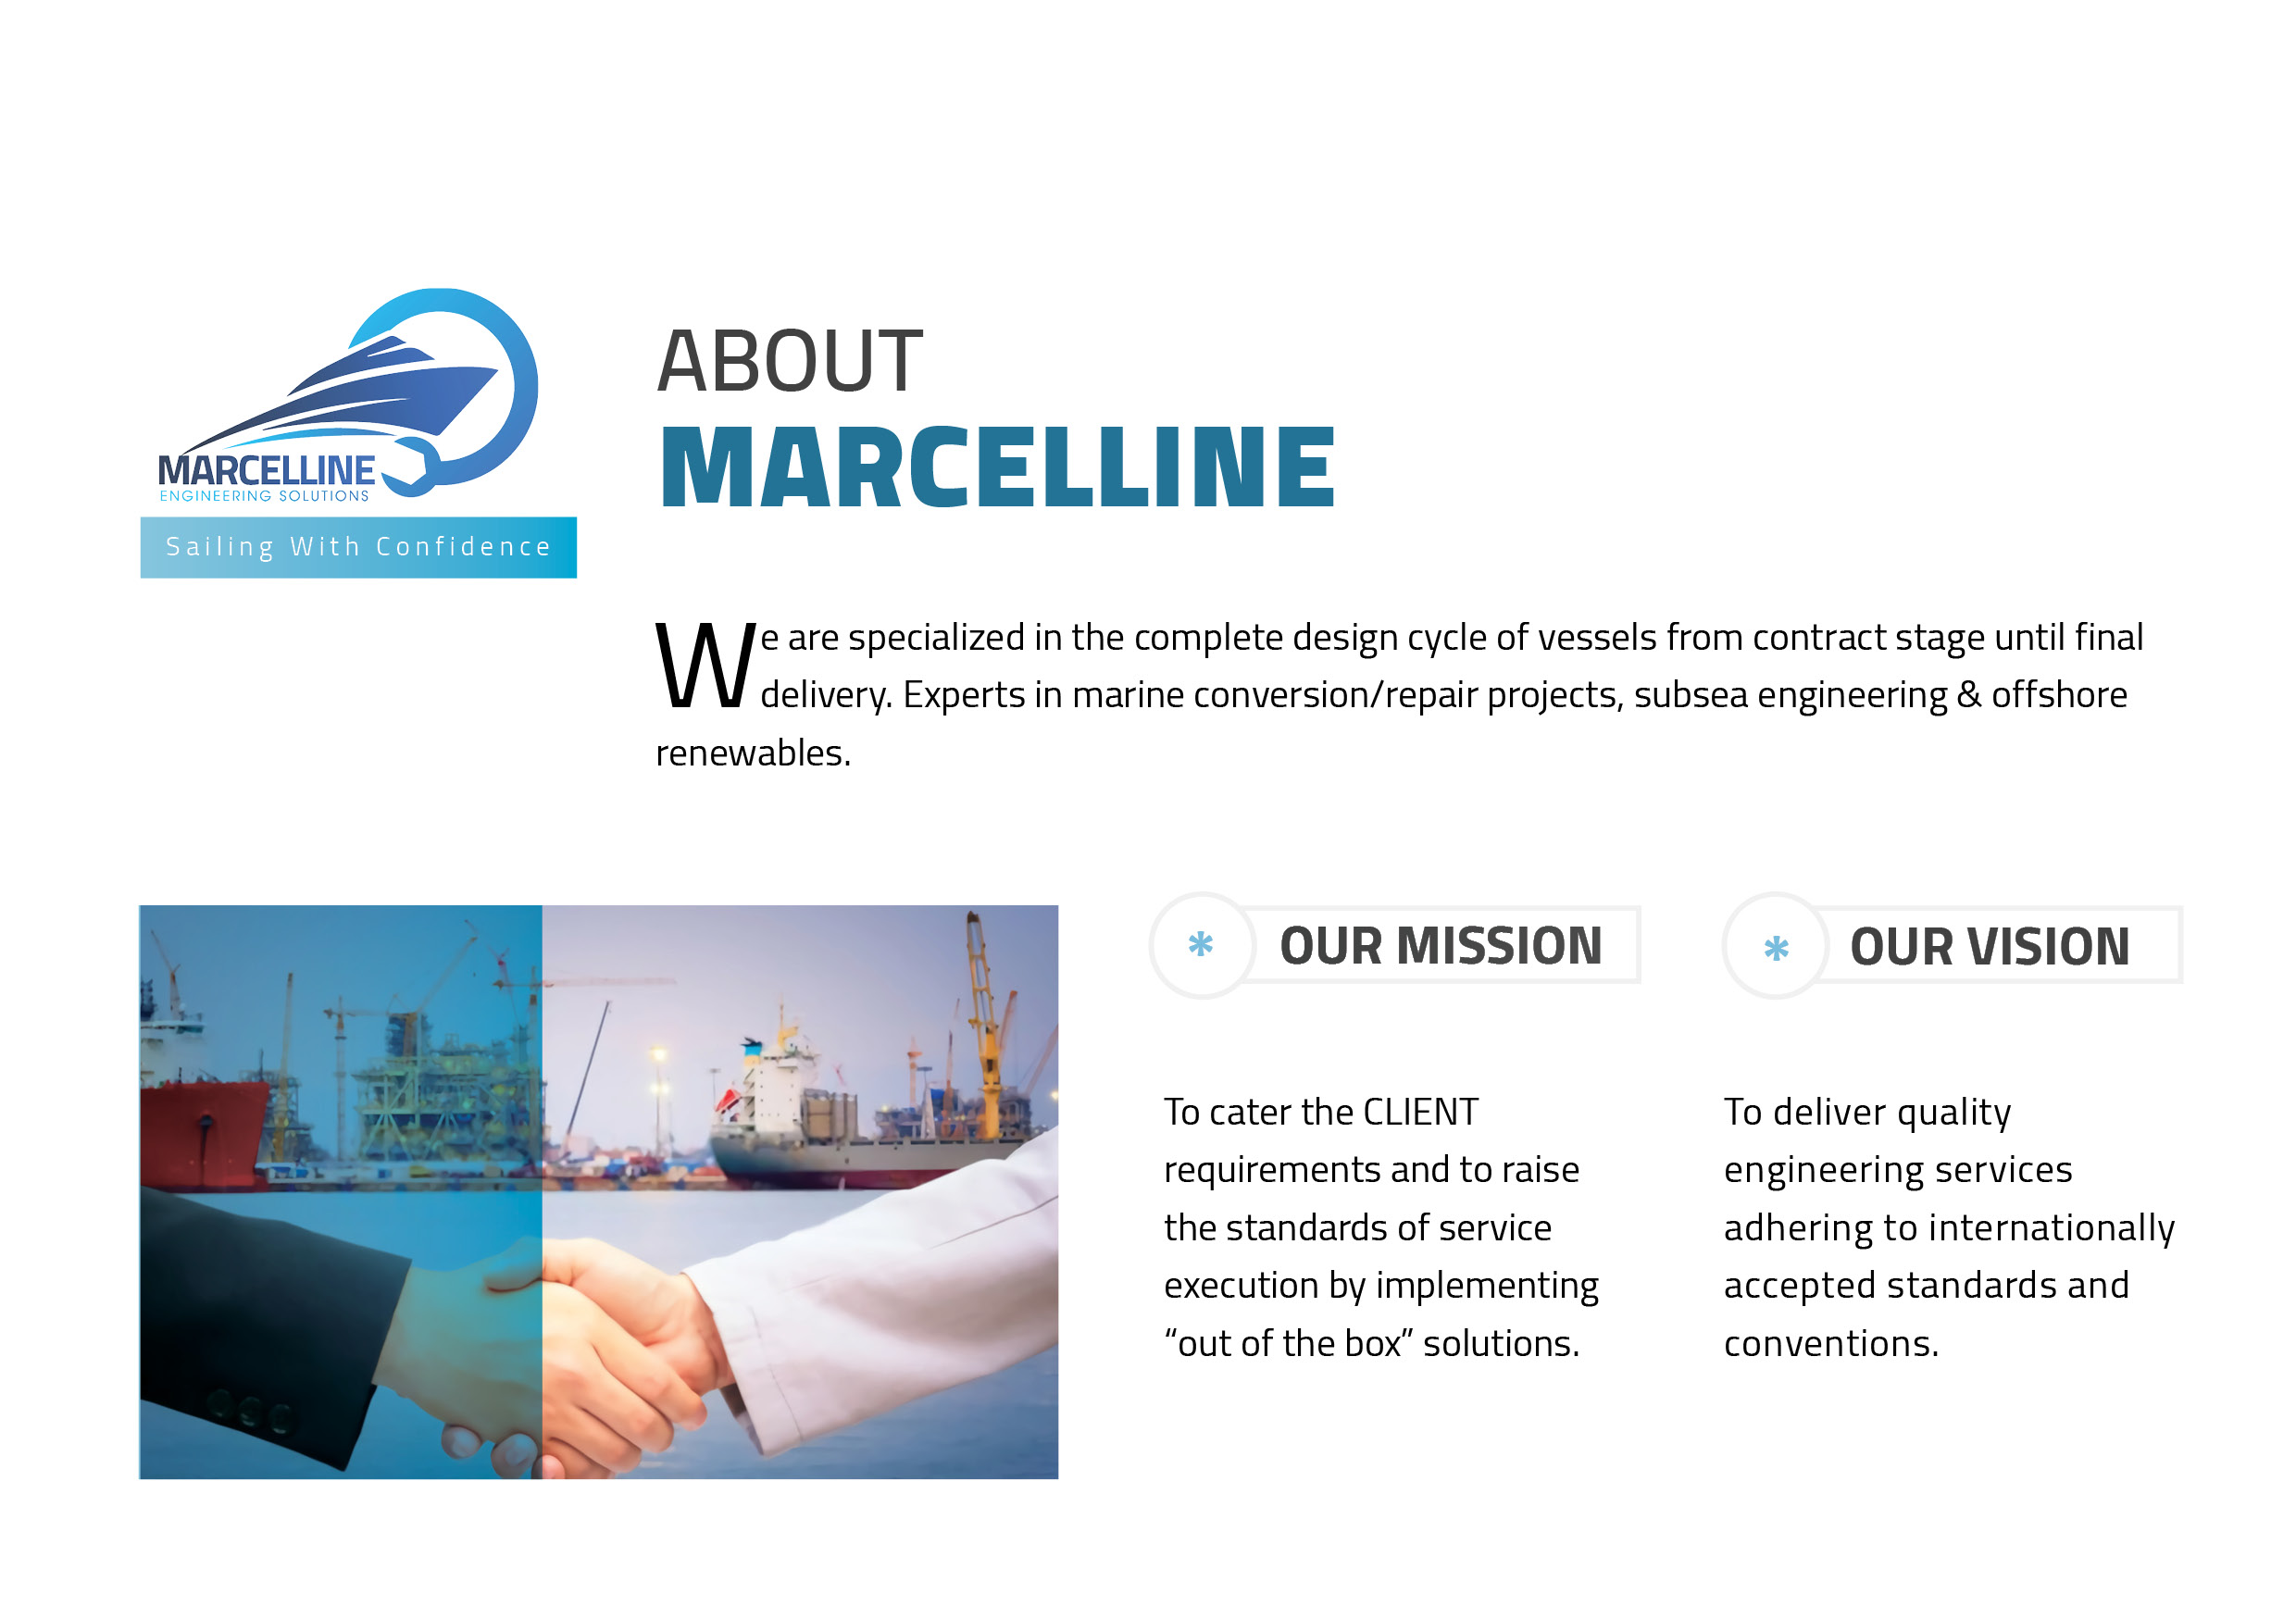 MARCELLINE
ENGINEERING SOLUTIONS
Sailing With Confidence
ABOUT
MARCELLINE
We are specialized in the complete design cycle of vessels from contract stage until final
delivery. Experts in marine conversion/repair projects, subsea engineering & offshore
renewables.
* OUR MISSION
To cater the CLIENT
requirements and to raise
the standards of service
execution by implementing
“out of the box” solutions.
* OUR VISION
To deliver quality
engineering services
adhering to internationally
accepted standards and
conventions.